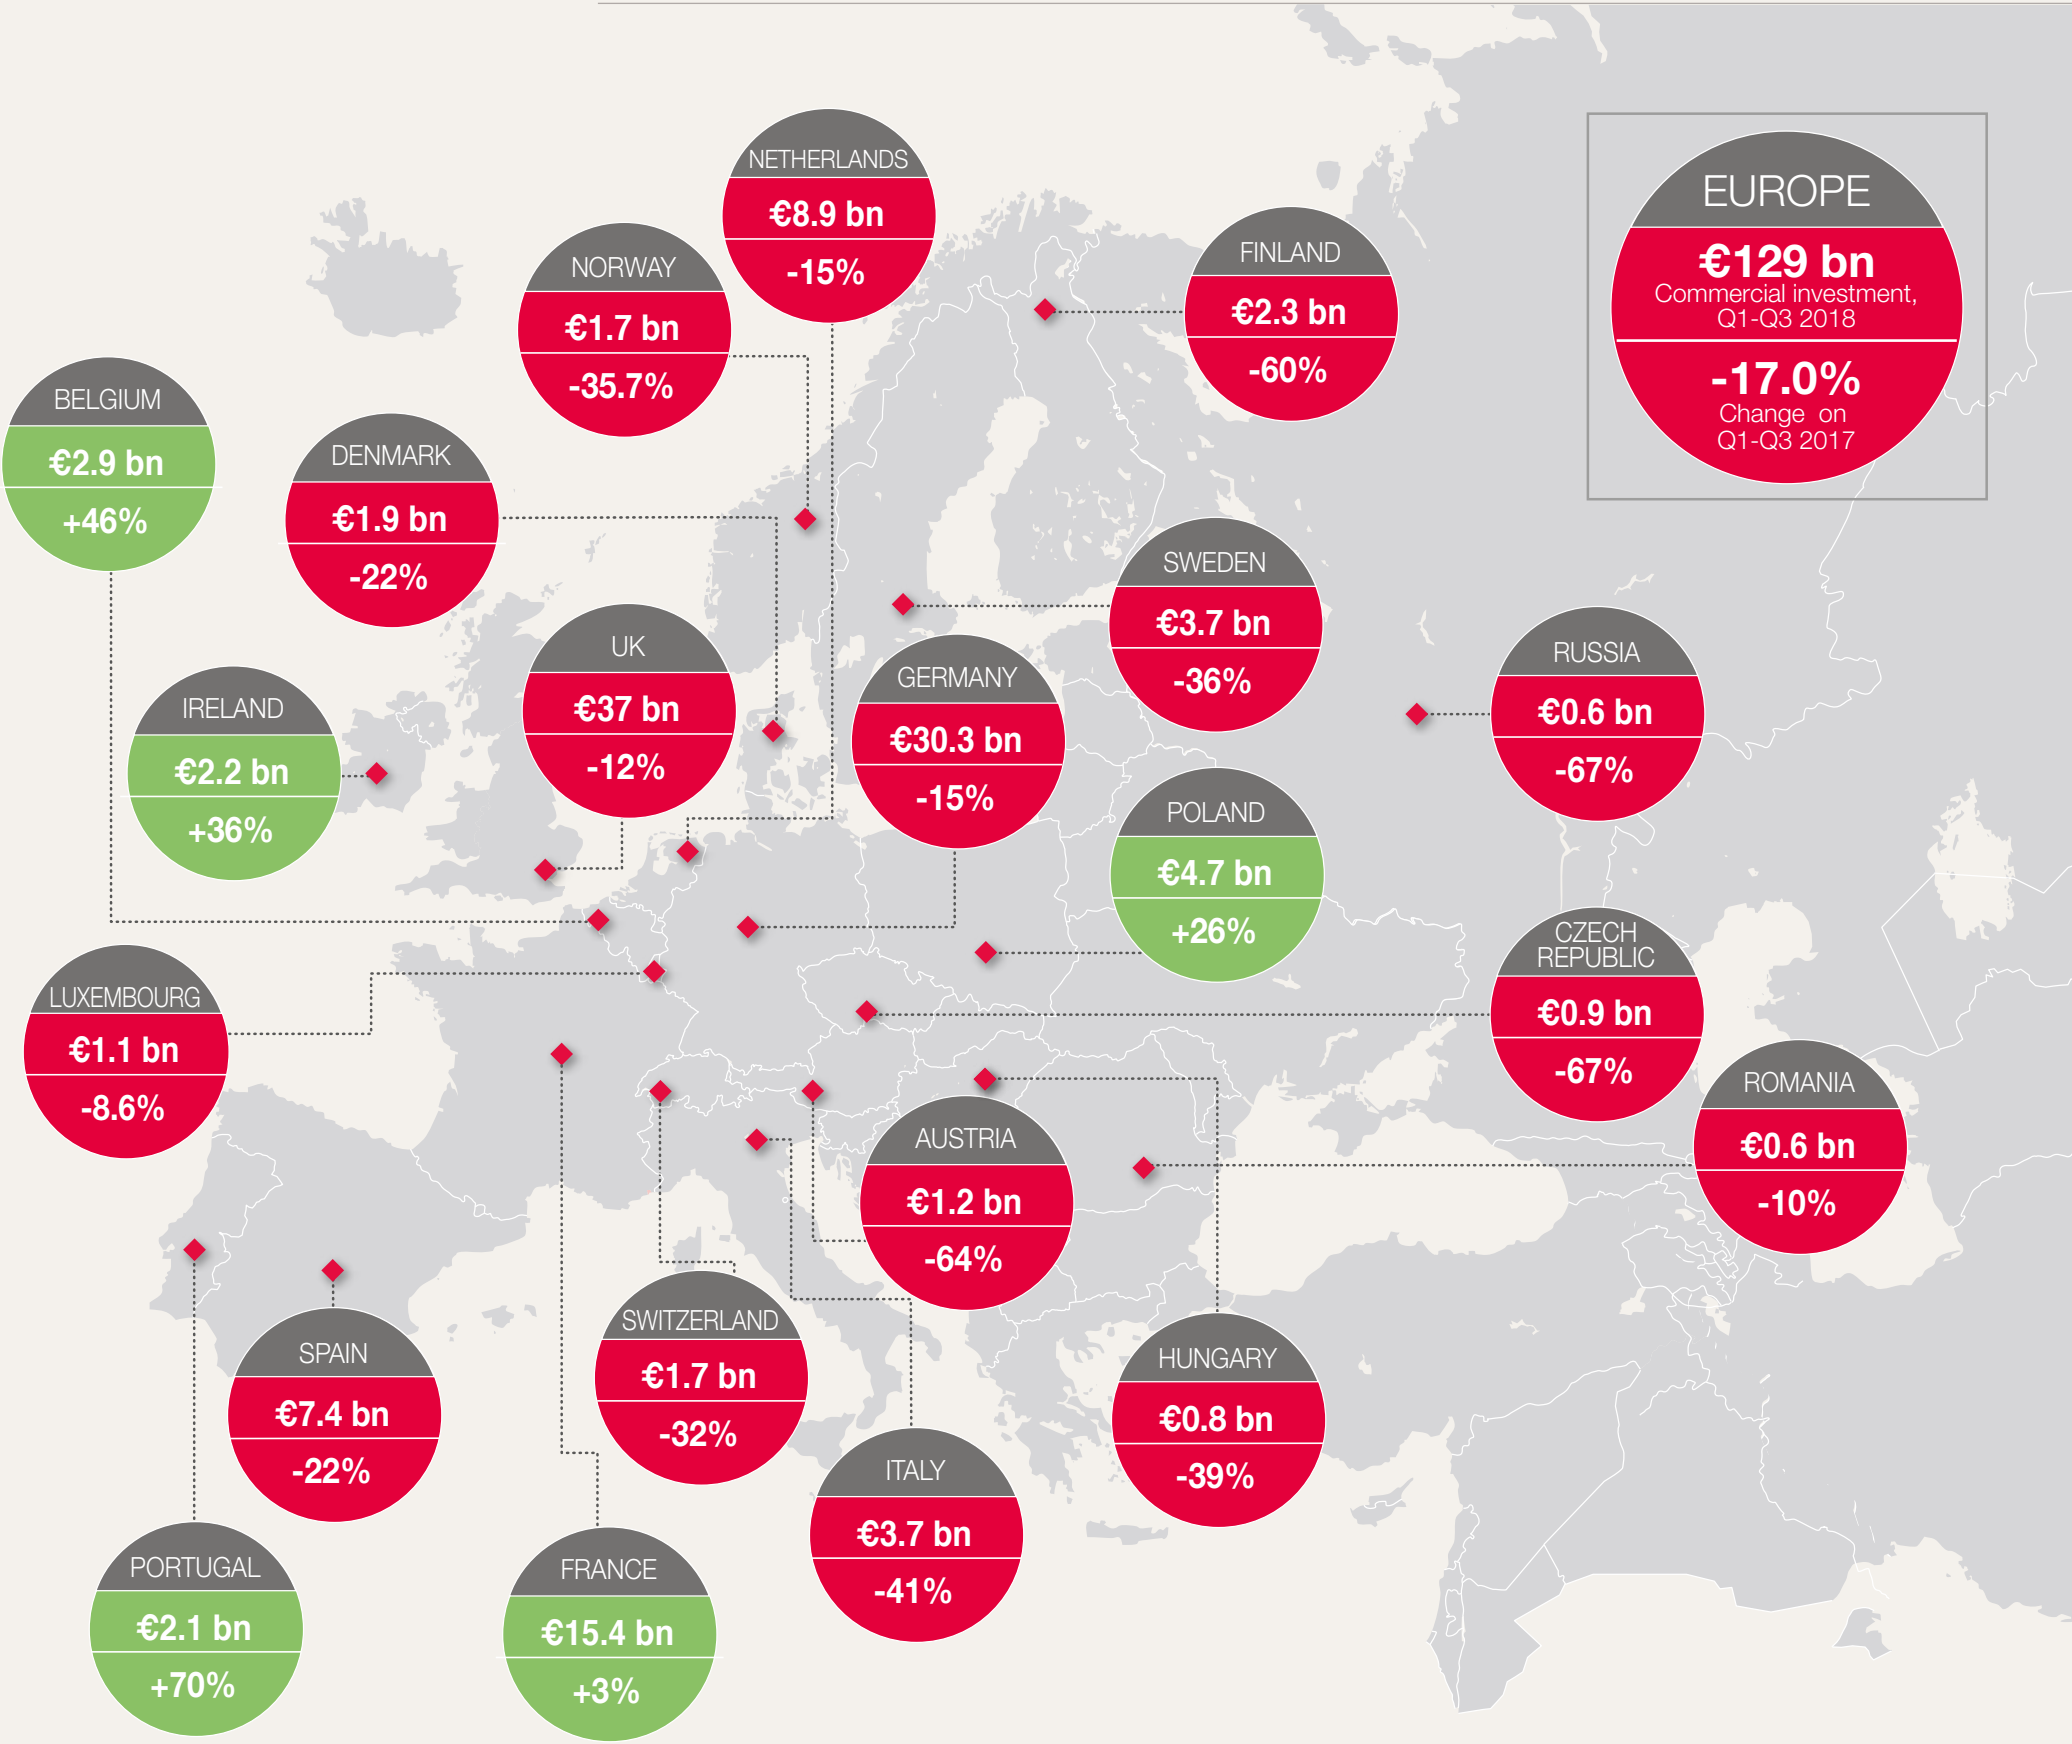 NETHERLANDS
€8.9 bn
-15%
NORWAY
€1.7 bn
-35.7%
FINLAND
€2.3 bn
-60%
EUROPE
€129 bn
Commercial investment,
Q1-Q3 2018
-17.0%
Change on
Q1-Q3 2017
BELGIUM
€2.9 bn
+46%
DENMARK
€1.9 bn
-22%
SWEDEN
€3.7 bn
-36%
UK
€37 bn
-12%
GERMANY
€30.3 bn
-15%
RUSSIA
€0.6 bn
-67%
IRELAND
€2.2 bn
+36%
POLAND
€4.7 bn
+26%
CZECH
REPUBLIC
€0.9 bn
-67%
LUXEMBOURG
€1.1 bn
-8.6%
ROMANIA
€0.6 bn
-10%
AUSTRIA
€1.2 bn
-64%
SWITZERLAND
€1.7 bn
-32%
SPAIN
€7.4 bn
-22%
HUNGARY
€0.8 bn
-39%
ITALY
€3.7 bn
-41%
PORTUGAL
€2.1 bn
+70%
FRANCE
€15.4 bn
+3%